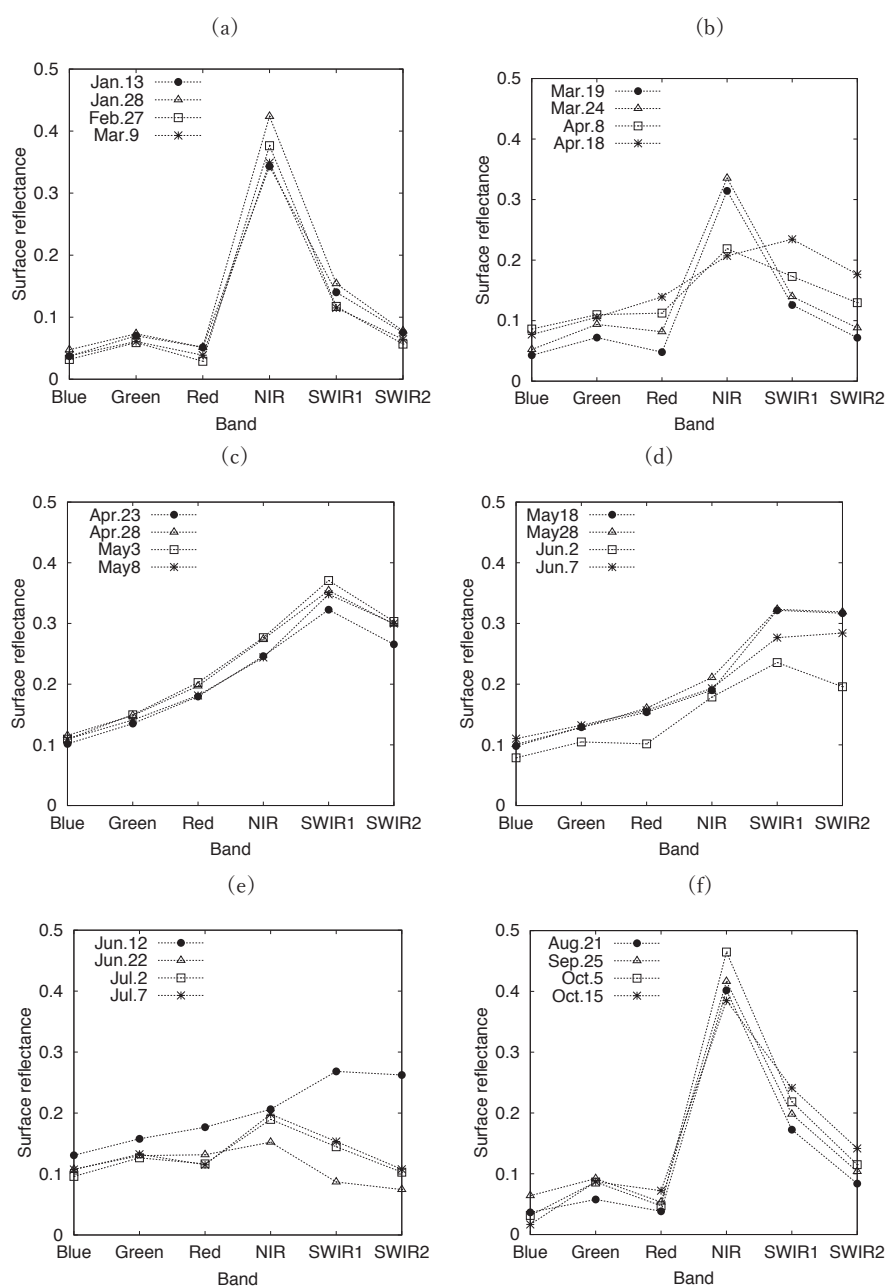 (a)
0.5
0.4
0.3
0.2
0.1
0
Surface reflectance
Jan.13
Jan.28
Feb.27
Mar.9
Blue Green Red NIR SWIR1 SWIR2
Band
(b)
0.5
0.4
0.3
0.2
0.1
0
Surface reflectance
Mar.19
Mar.24
Apr.8
Apr.18
Blue Green Red NIR SWIR1 SWIR2
Band
(c)
0.5
0.4
0.3
0.2
0.1
0
Surface reflectance
Apr.23
Apr.28
May3
May8
Blue Green Red NIR SWIR1 SWIR2
Band
(d)
0.5
0.4
0.3
0.2
0.1
0
Surface reflectance
May18
May28
Jun.2
Jun.7
Blue Green Red NIR SWIR1 SWIR2
Band
(e)
0.5
0.4
0.3
0.2
0.1
0
Surface reflectance
Jun.12
Jun.22
Jul.2
Jul.7
Blue Green Red NIR SWIR1 SWIR2
Band
(f)
0.5
0.4
0.3
0.2
0.1
0
Surface reflectance
Aug.21
Sep.25
Oct.5
Oct.15
Blue Green Red NIR SWIR1 SWIR2
Band